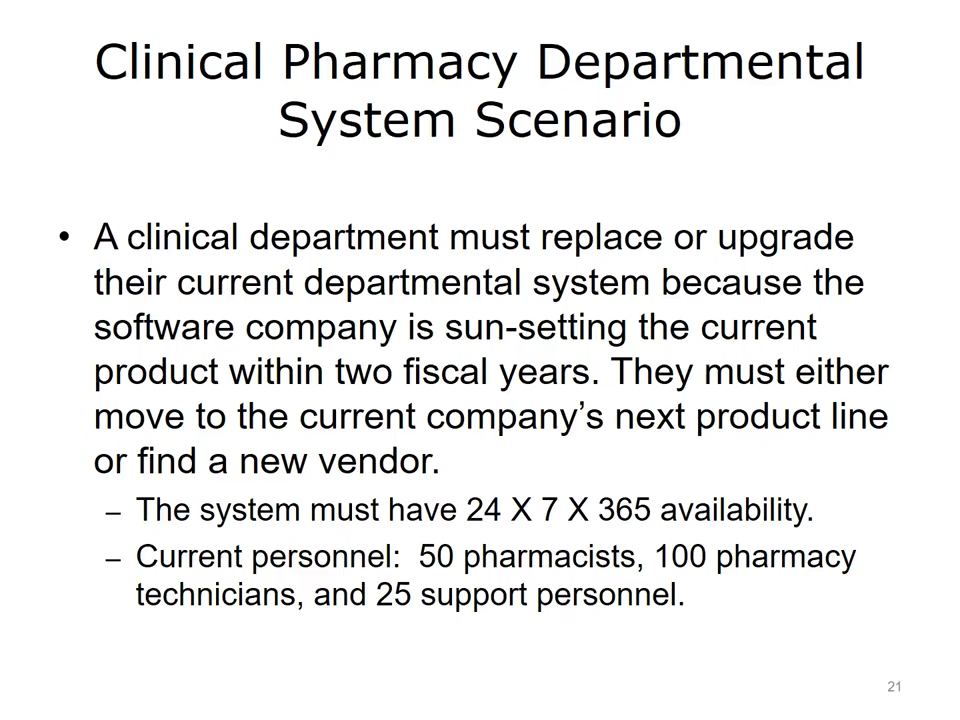 Clinical Pharmacy Departmental
System Scenario
• A clinical department must replace or upgrade
their current departmental system because the
software company is sun-setting the current
product within two fiscal years. They must either
move to the current company’s next product line
or find a new vendor.
– The system must have 24 X 7 X 365 availability.
– Current personnel:  50 pharmacists, 100 pharmacy
technicians, and 25 support personnel.
21